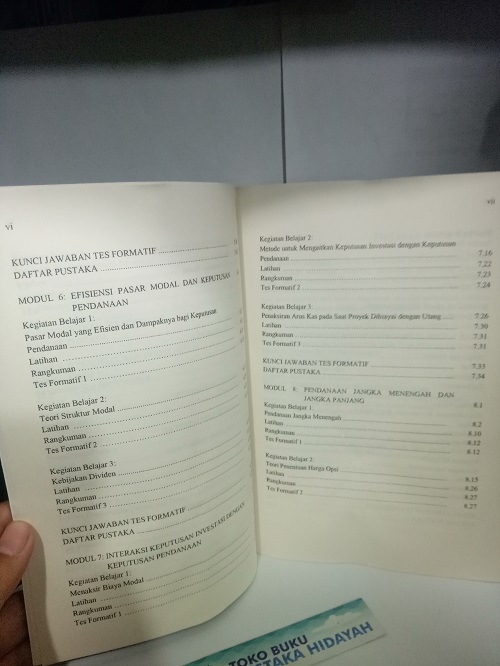 vi
KUNCI JAWABAN TES FORMATIF
DAFTAR PUSTAKA
MODUL 6: EFISIENSI PASAR MODAL DAN KEPUTUSAN
PENDANAAN
Kegiatan Belajar 1:
Pasar Modal yang Efisien dan Dampaknya bagi Keputusan
Pendanaan
Latihan
Rangkuman
Tes Formatif 1
Kegiatan Belajar 2:
Teori Struktur Modal
Latihan
Rangkuman
Tes Formatif 2
Kegiatan Belajar 3:
Kebijakan Dividen
Latihan
Rangkuman
Tes Formatif 3
KUNCI JAWABAN TES FORMATIF
DAFTAR PUSTAKA
MODUL 7: INTERAKSI KEPUTUSAN INVESTASI DENGAN
KEPUTUSAN PENDANAAN
Kegiatan Belajar 1:
Menaksir Biaya Modal
Latihan
Rangkuman
Tes Formatif 1
vii
Kegiatan Belajar 2:
Metode untuk Mengaitkan Keputusan Investasi dengan Keputusan
Pendanaan 7.16
Latihan 7.22
Rangkuman 7.23
Tes Formatif 2 7.24
Kegiatan Belajar 3:
Penaksiran Arus Kas pada Saat Proyek Dibiayai dengan Utang 7.26
Latihan 7.30
Rangkuman 7.31
Tes Formatif 3 7.31
KUNCI JAWABAN TES FORMATIF 7.33
DAFTAR PUSTAKA 7.34
MODUL 8: PENDANAAN JANGKA MENENGAH DAN
JANGKA PANJANG 8.1
Kegiatan Belajar 1:
Pendanaan Jangka Menengah 8.2
Latihan 8.10
Rangkuman 8.12
Tes Formatif 1 8.12
Kegiatan Belajar 2:
Teori Penentuan Harga Opsi 8.15
Latihan 8.26
Rangkuman 8.27
Tes Formatif 2 8.27
TOKO BUKU
STAKA HIDAYAH